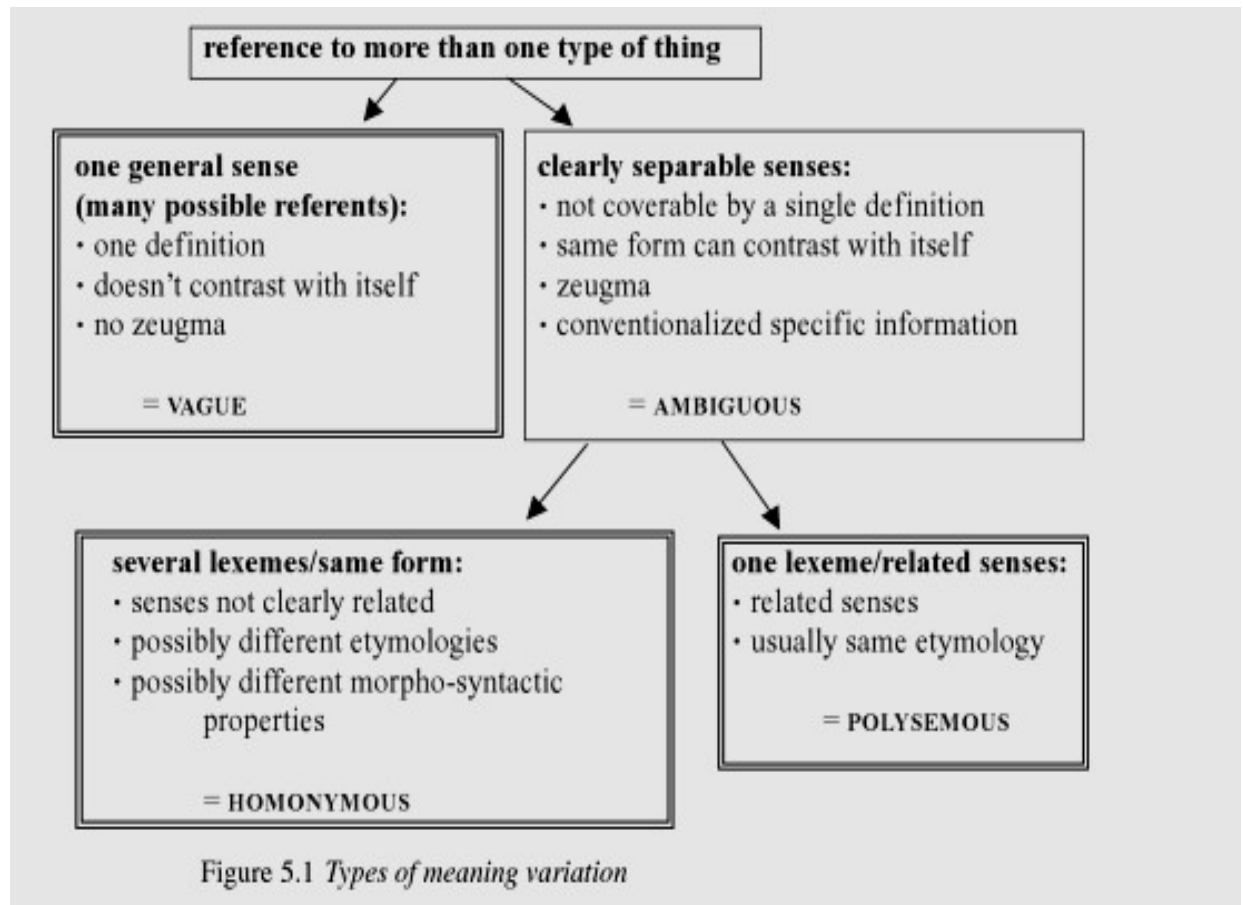 reference to more than one type of thing
one general sense
(many possible referents):
· one definition
· doesn't contrast with itself
· no zeugma
= VAGUE
clearly separable senses:
· not coverable by a single definition
· same form can contrast with itself
· zeugma
· conventionalized specific information
= AMBIGUOUS
several lexemes/same form:
· senses not clearly related
· possibly different etymologies
· possibly different morpho-syntactic
properties
= HOMONYMOUS
one lexeme/related senses:
· related senses
· usually same etymology
= POLYSEMOUS
Figure 5.1 Types of meaning variation